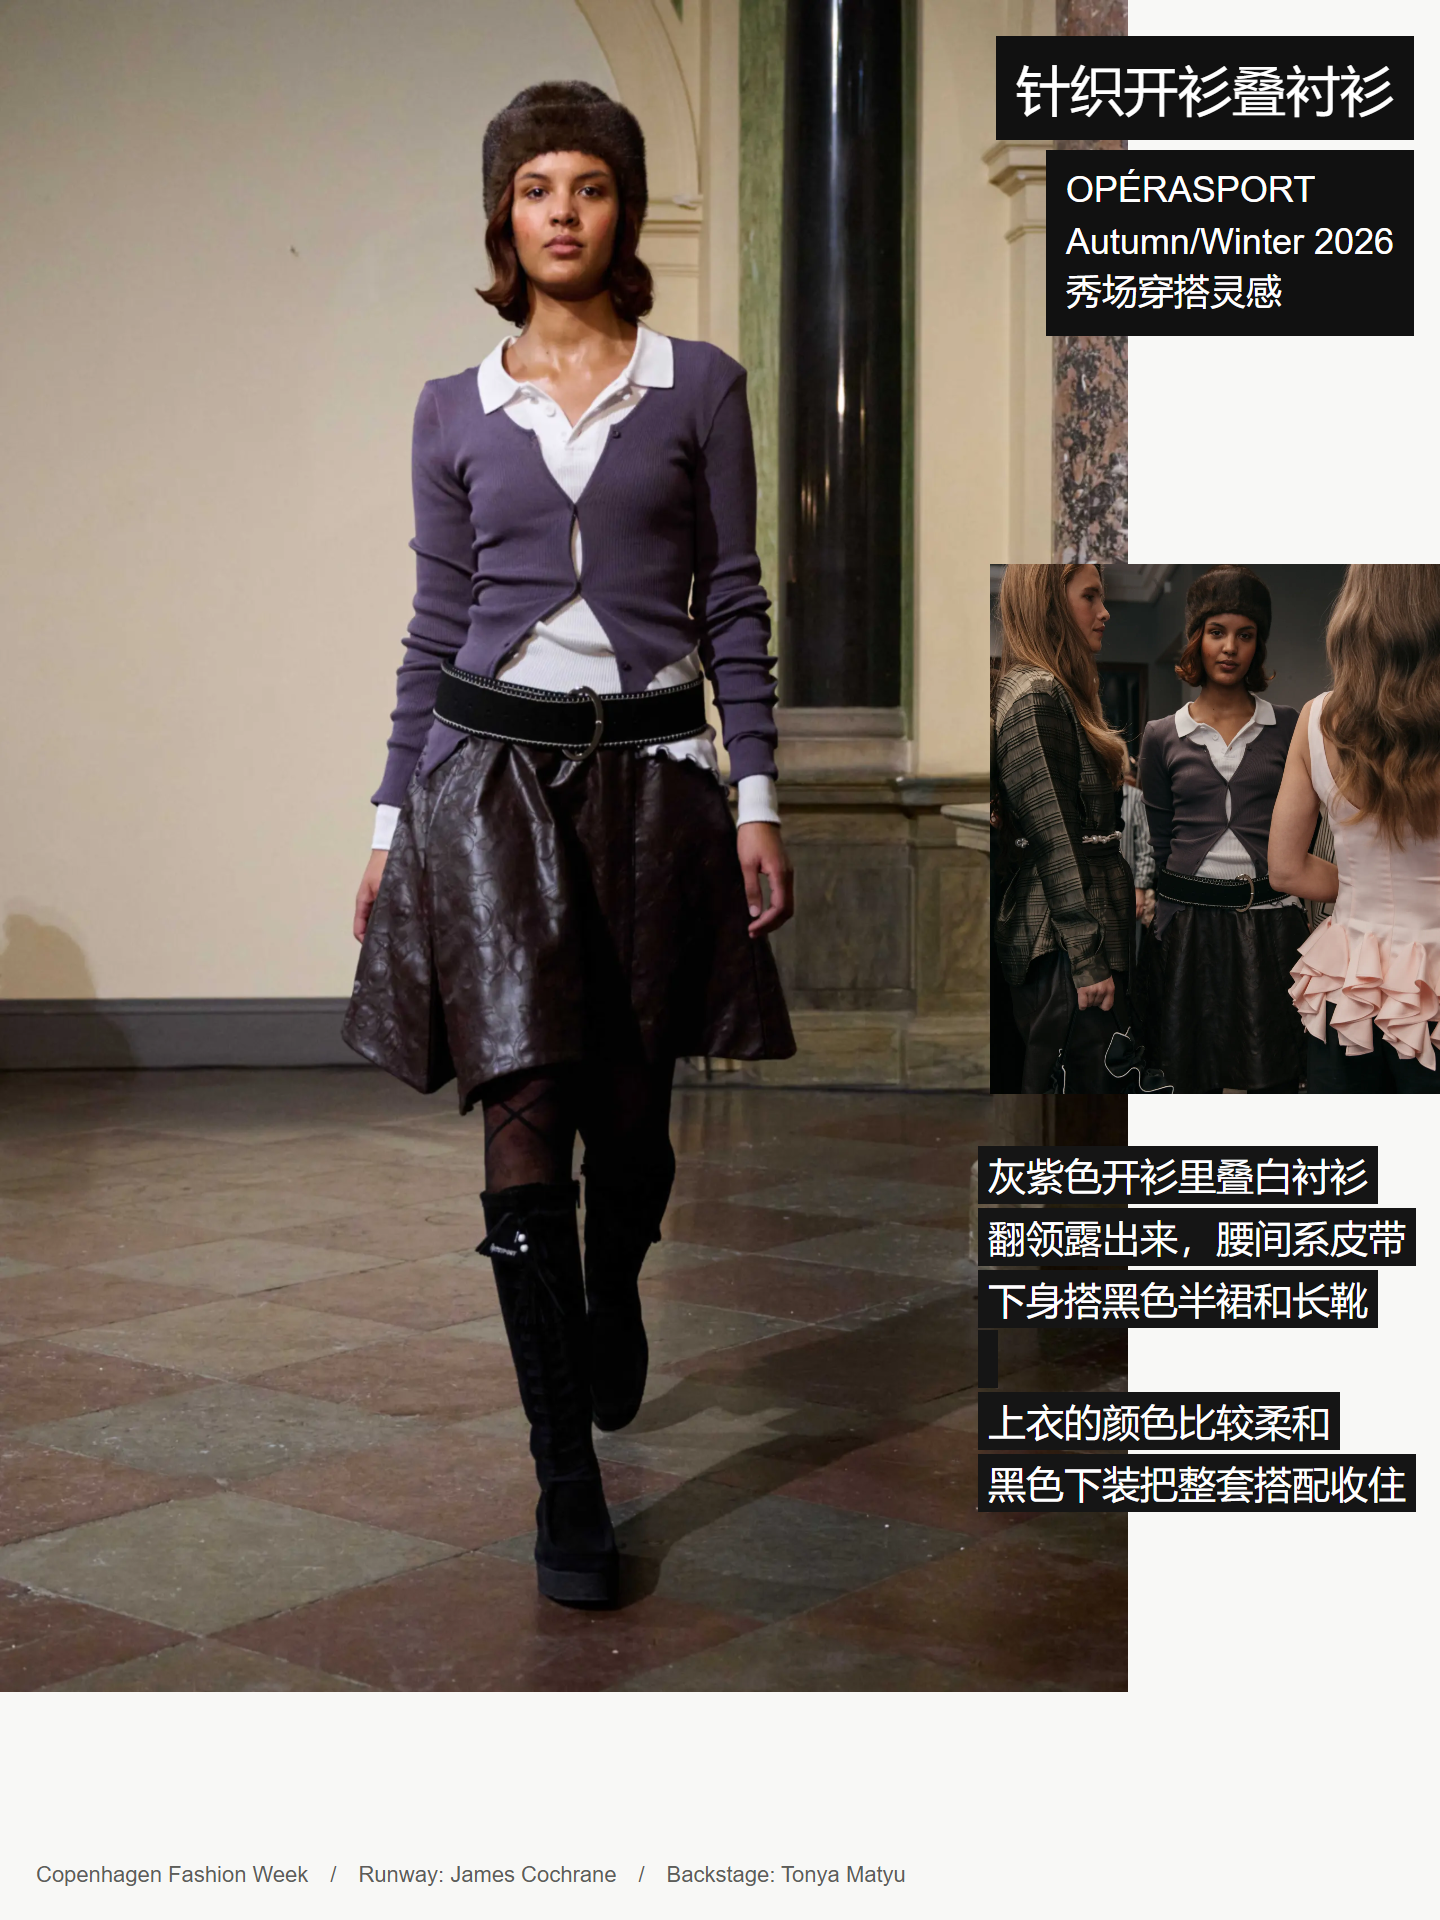 针织开衫叠衬衫
OPÉRASPORT
Autumn/Winter 2026
秀场穿搭灵感
灰紫色开衫里叠白衬衫
翻领露出来，腰间系皮带
下身搭黑色半裙和长靴
上衣的颜色比较柔和
黑色下装把整套搭配收住
Copenhagen Fashion Week / Runway: James Cochrane / Backstage: Tonya Matyu